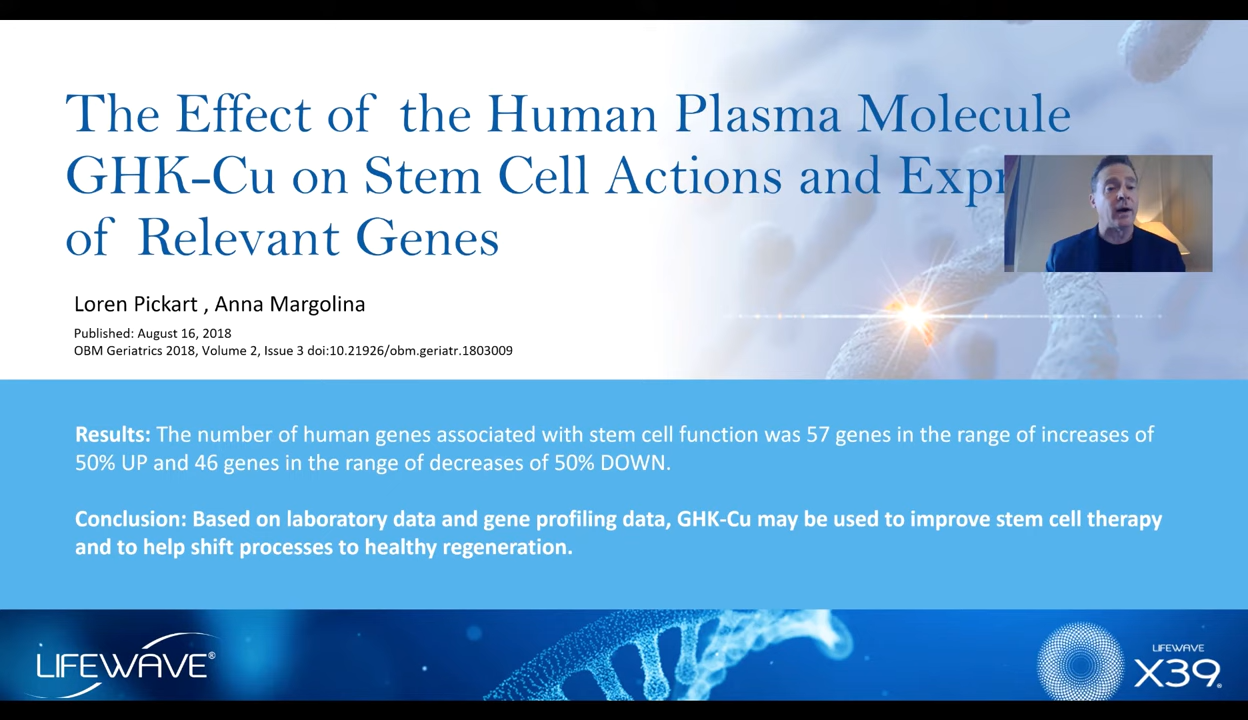 The Effect of the Human Plasma Molecule
GHK-Cu on Stem Cell Actions and Expr
of Relevant Genes
Loren Pickart , Anna Margolina
Published: August 16, 2018
OBM Geriatrics 2018, Volume 2, Issue 3 doi:10.21926/obm.geriatr.1803009
Results: The number of human genes associated with stem cell function was 57 genes in the range of increases of
50% UP and 46 genes in the range of decreases of 50% DOWN.
Conclusion: Based on laboratory data and gene profiling data, GHK-Cu may be used to improve stem cell therapy
and to help shift processes to healthy regeneration.
LIFEWAVE®
LIFEWAVE
X39®